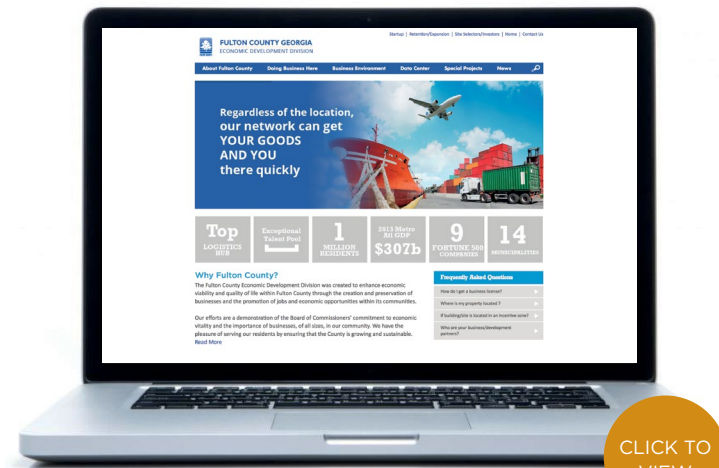 Startup | Retention/Expansion | Site Selectors/Investors | Home | Contact Us
FULTON COUNTY GEORGIA
ECONOMIC DEVELOPMENT DIVISION
About Fulton County Doing Business Here Business Environment Data Center Special Projects News
Regardless of the location,
our network can get
YOUR GOODS
AND YOU
there quickly
Top
LOGISTICS
HUB
Exceptional
Talent Pool
1
MILLION
RESIDENTS
2013 Metro
Atl GDP
$307b
9
FORTUNE 500
COMPANIES
14
MUNICIPALITIES
Why Fulton County?
The Fulton County Economic Development Division was created to enhance economic
viability and quality of life within Fulton County through the creation and preservation of
businesses and the promotion of jobs and economic opportunities within its communities.
Our efforts are a demonstration of the Board of Commissioners' commitment to economic
vitality and the importance of businesses, of all sizes, in our community. We have the
pleasure of serving our residents by ensuring that the County is growing and sustainable.
Read More
Frequently Asked Questions
How do I get a business license?
Where is my property located ?
If building/site is located in an incentive zone?
Who are your business/development
partners?
CLICK TO
VIEW